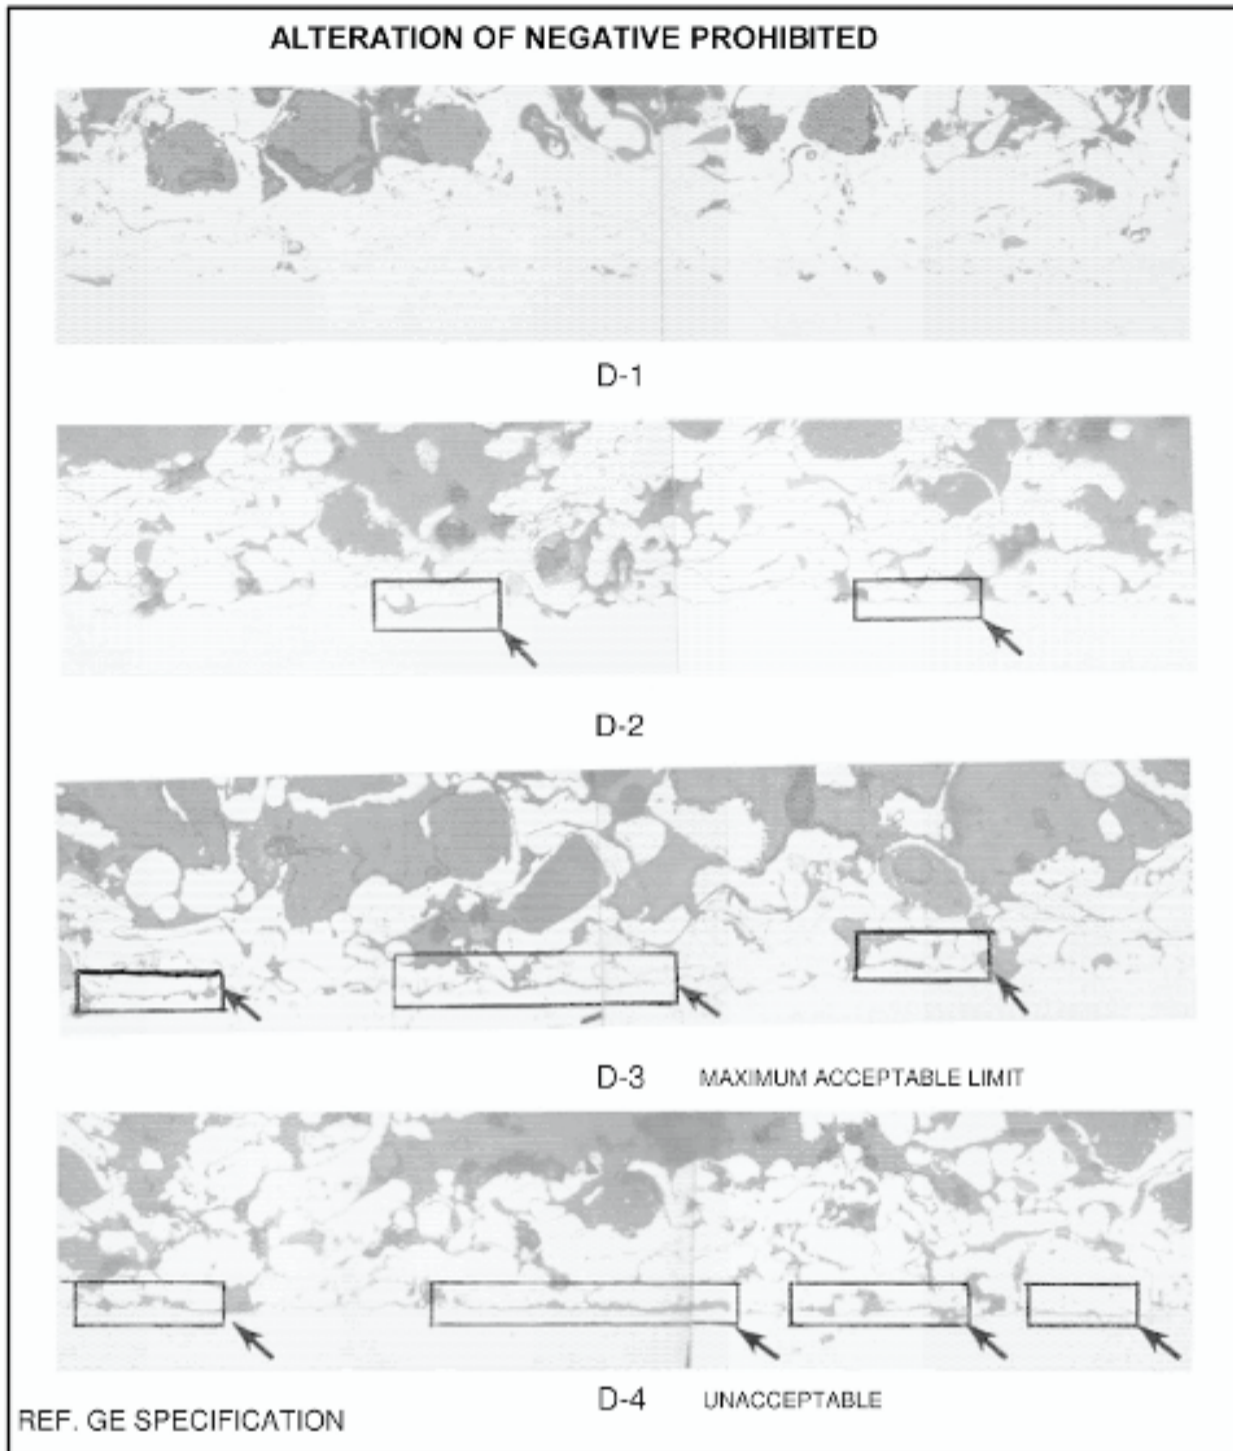 ALTERATION OF NEGATIVE PROHIBITED
D-1
D-2
D-3 MAXIMUM ACCEPTABLE LIMIT
D-4 UNACCEPTABLE
REF. GE SPECIFICATION